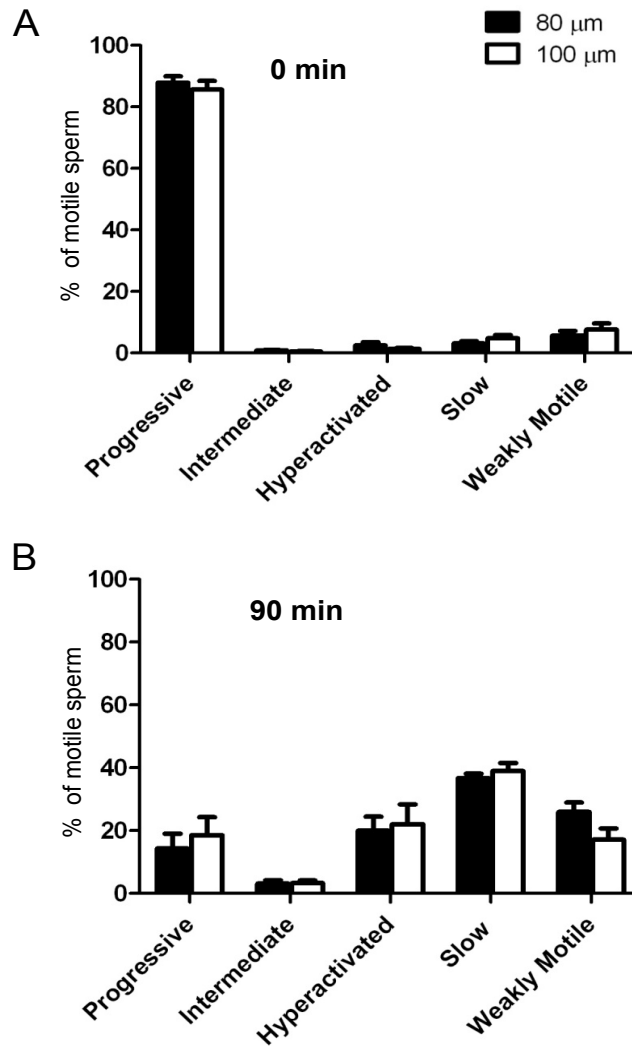 A
80 μm
100 μm
0 min
% of motile sperm
100
80
60
40
20
0
Progressive
Intermediate
Hyperactivated
Slow
Weakly Motile
B
90 min
% of motile sperm
100
80
60
40
20
0
Progressive
Intermediate
Hyperactivated
Slow
Weakly Motile